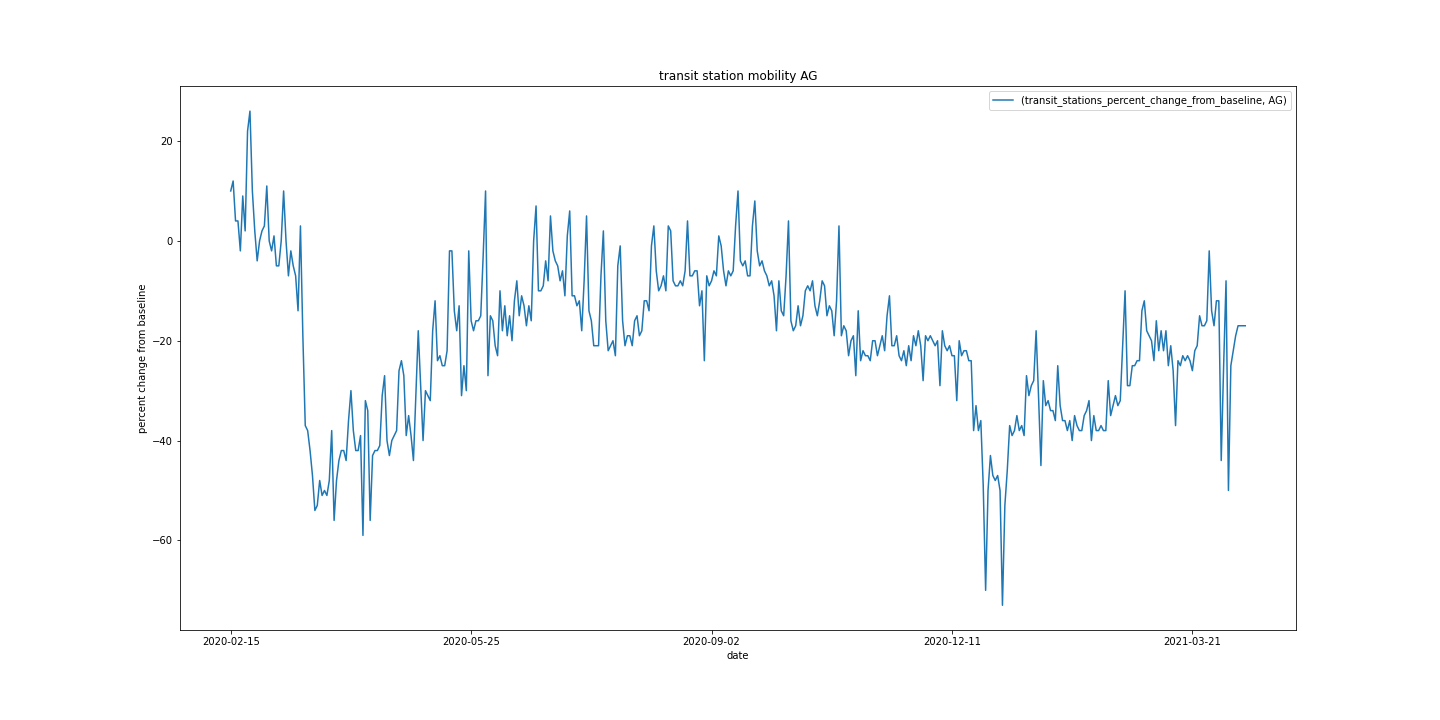 transit station mobility AG
(transit_stations_percent_change_from_baseline, AG)
percent change from baseline
20
0
−20
−40
−60
2020-02-15
2020-05-25
2020-09-02
2020-12-11
2021-03-21
date